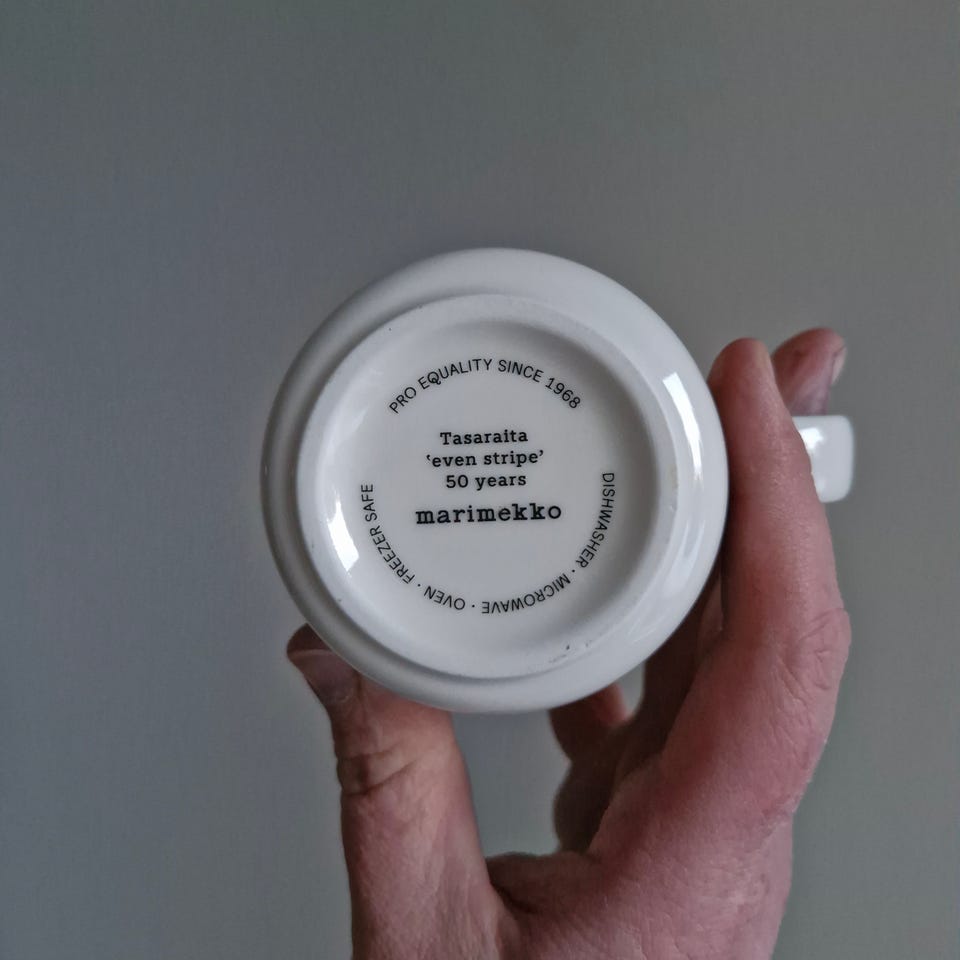 PRO EQUALITY SINCE 1968
Tasaraita
‘even stripe’
50 years
marimekko
DISHWASHER · MICROWAVE · OVEN · FREEZER SAFE